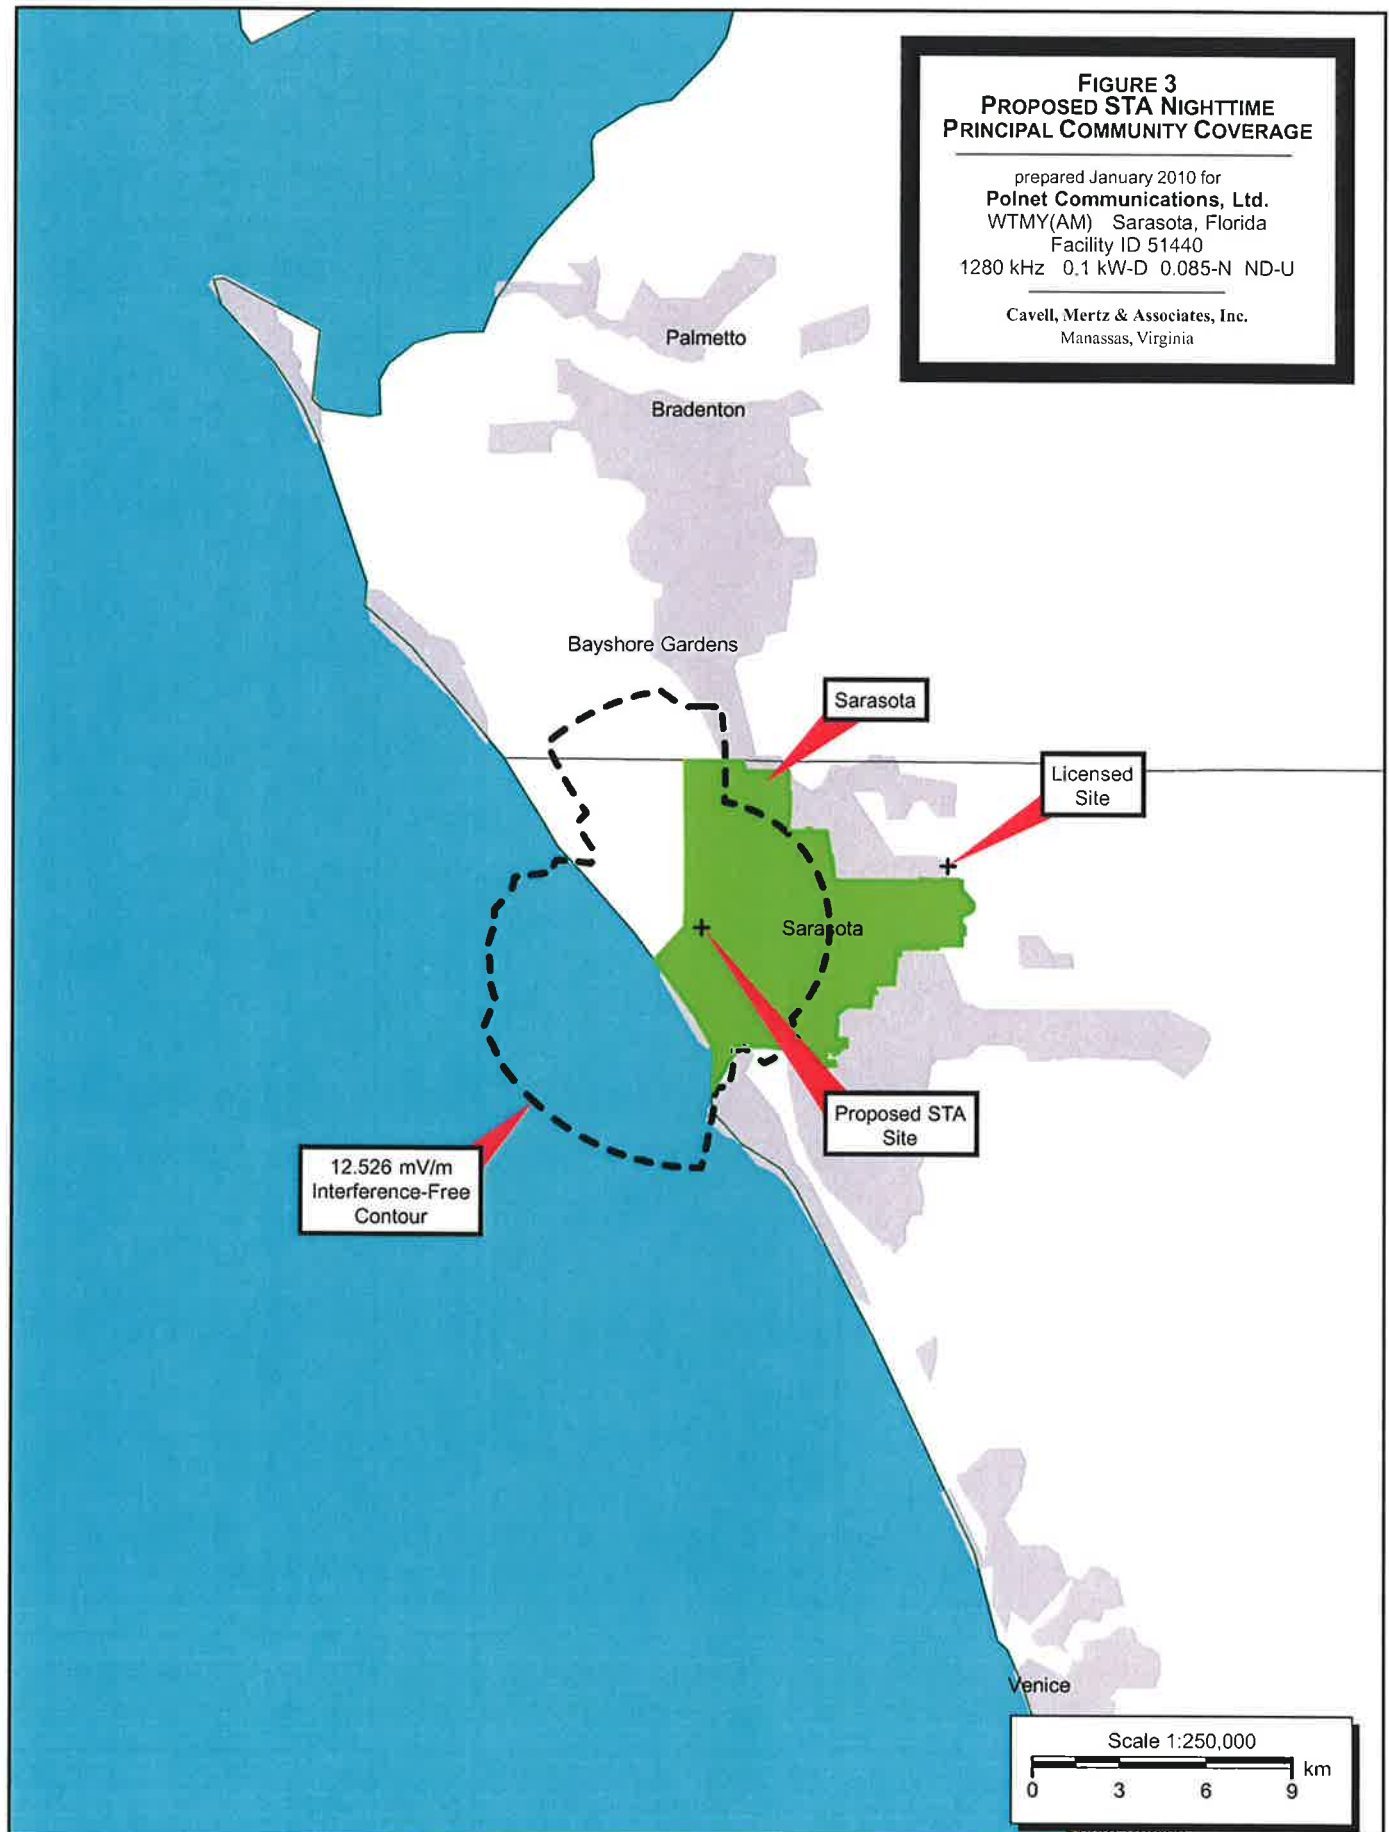 FIGURE 3
PROPOSED STA NIGHTTIME
PRINCIPAL COMMUNITY COVERAGE
prepared January 2010 for
Polnet Communications, Ltd.
WTMY(AM) Sarasota, Florida
Facility ID 51440
1280 kHz 0.1 kW-D 0.085-N ND-U
Cavell, Mertz & Associates, Inc.
Manassas, Virginia
Palmetto
Bradenton
Bayshore Gardens
Sarasota
Licensed
Site
Sarasota
Proposed STA
Site
12.526 mV/m
Interference-Free
Contour
Venice
Scale 1:250,000
km
0 3 6 9